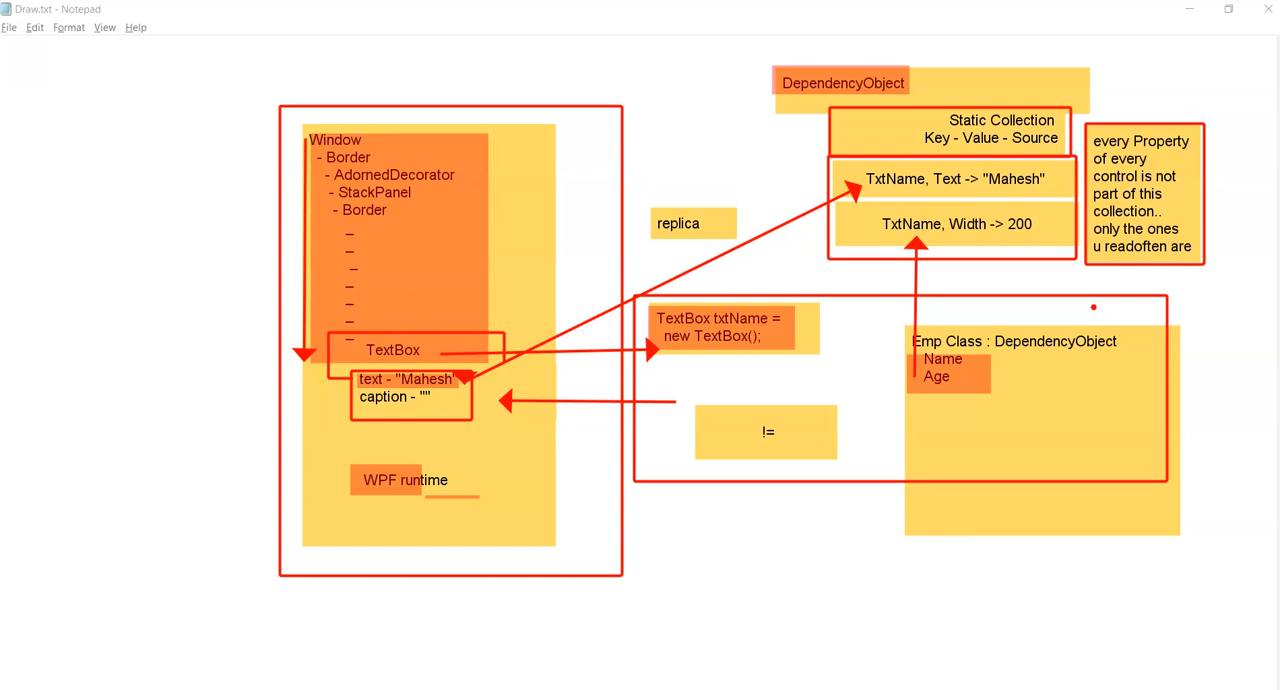 Draw.txt - Notepad
File Edit Format View Help
Window
- Border
- AdornedDecorator
- StackPanel
- Border
–
–
–
–
–
–
–
TextBox
text - "Mahesh"
caption - ""
WPF runtime
replica
TextBox txtName =
new TextBox();
!=
DependencyObject
Static Collection
Key - Value - Source
TxtName, Text -> "Mahesh"
TxtName, Width -> 200
every Property
of every
control is not
part of this
collection..
only the ones
u readoften are
Emp Class : DependencyObject
Name
Age